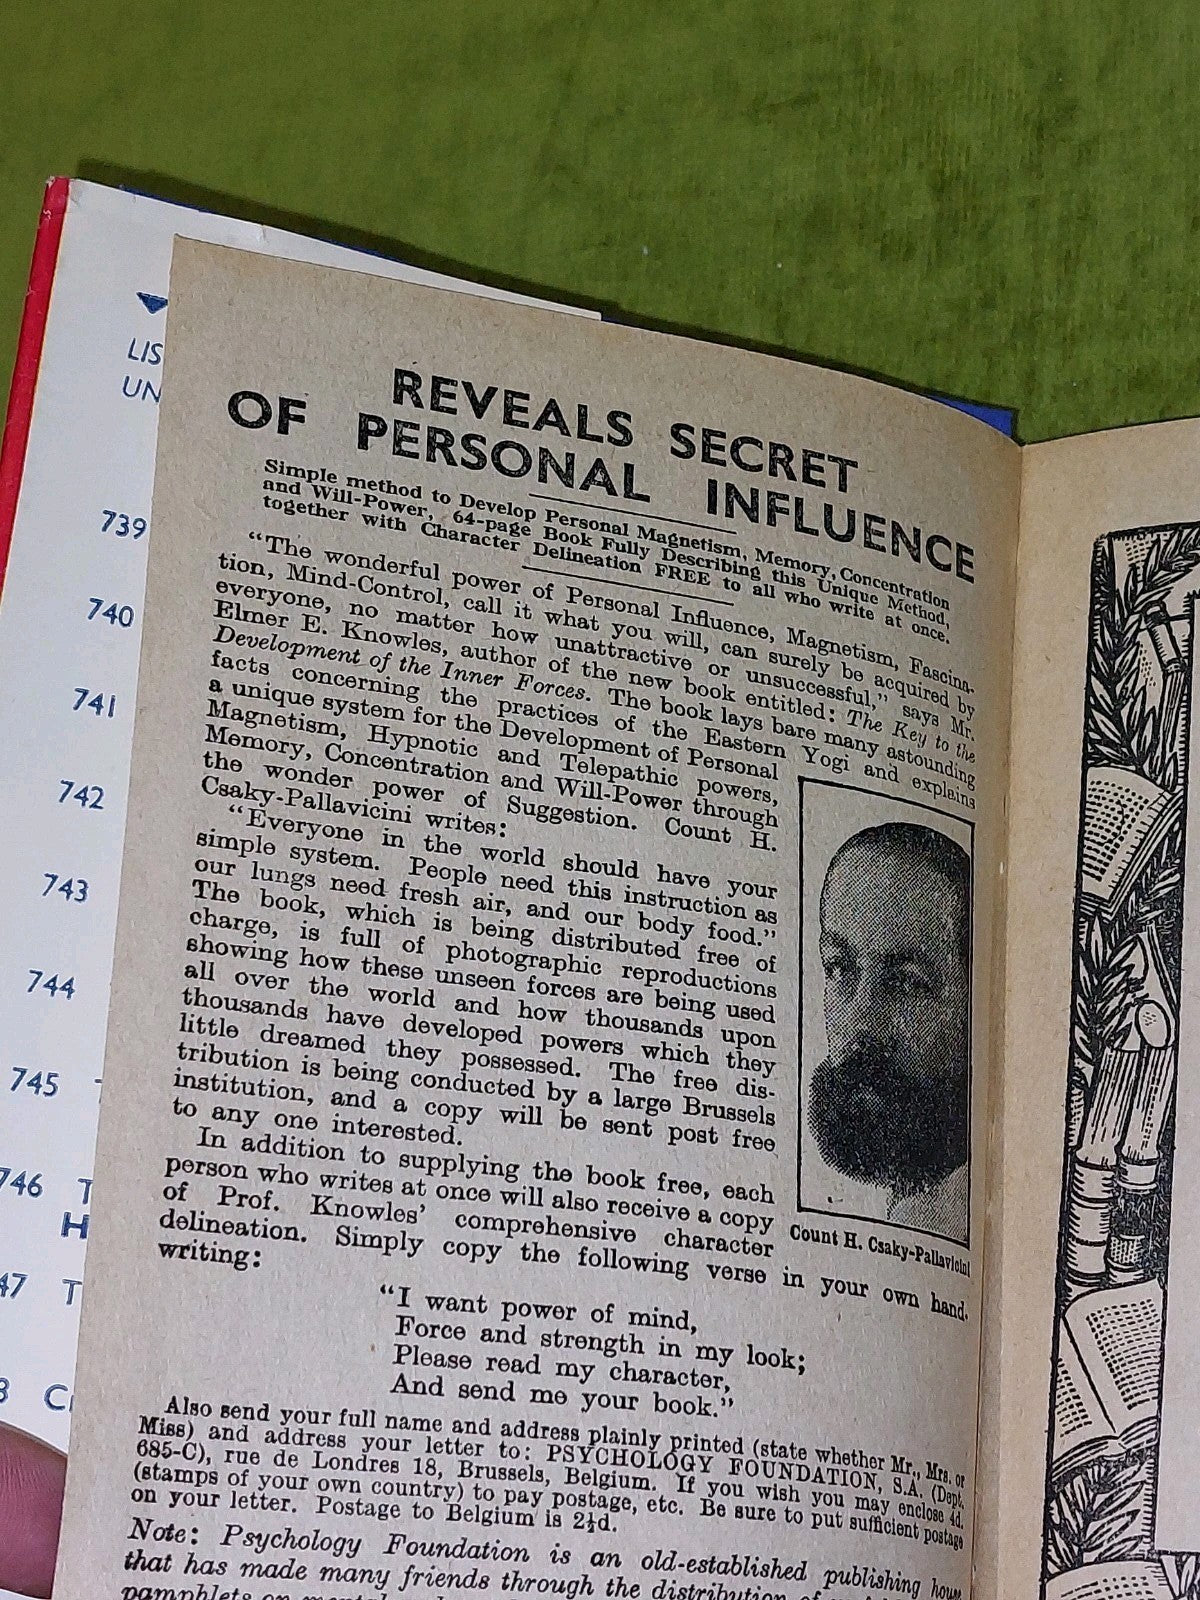 LIS
UN
739
740
741
742
743
744
745
746 T
H
47 T
8 C
REVEALS SECRET
OF PERSONAL INFLUENCE
Simple method to Develop Personal Magnetism, Memory, Concentration
and Will-Power, 64-page Book Fully Describing this Unique Method,
together with Character Delineation FREE to all who write at once.
"The wonderful power of Personal Influence, Magnetism, Fascina-
tion, Mind-Control, call it what you will, can surely be acquired by
everyone, no matter how unattractive or unsuccessful," says Mr.
Elmer E. Knowles, author of the new book entitled: The Key to the
Development of the Inner Forces. The book lays bare many astounding
facts concerning the practices of the Eastern Yogi and explains
a unique system for the Development of Personal
Magnetism, Hypnotic and Telepathic powers,
Memory, Concentration and Will-Power through
the wonder power of Suggestion. Count H.
Csaky-Pallavicini writes:
"Everyone in the world should have your
simple system. People need this instruction as
our lungs need fresh air, and our body food."
The book, which is being distributed free of
charge, is full of photographic reproductions
showing how these unseen forces are being used
all over the world and how thousands upon
thousands have developed powers which they
little dreamed they possessed. The free dis-
tribution is being conducted by a large Brussels
institution, and a copy will be sent post free
to any one interested.
In addition to supplying the book free, each
person who writes at once will also receive a copy
of Prof. Knowles' comprehensive character
delineation. Simply copy the following verse in your own hand.
writing:
Count H. Csaky-Pallavicini
"I want power of mind,
Force and strength in my look;
Please read my character,
And send me your book."
Also send your full name and address plainly printed (state whether Mr., Mrs. or
Miss) and address your letter to: PSYCHOLOGY FOUNDATION, S.A. (Dept.
685-C), rue de Londres 18, Brussels, Belgium. If you wish you may enclose 4d.
(stamps of your own country) to pay postage, etc. Be sure to put sufficient postage
on your letter. Postage to Belgium is 2½d.
Note: Psychology Foundation is an old-established publishing house
that has made many friends through the distribution of
pamphlets on